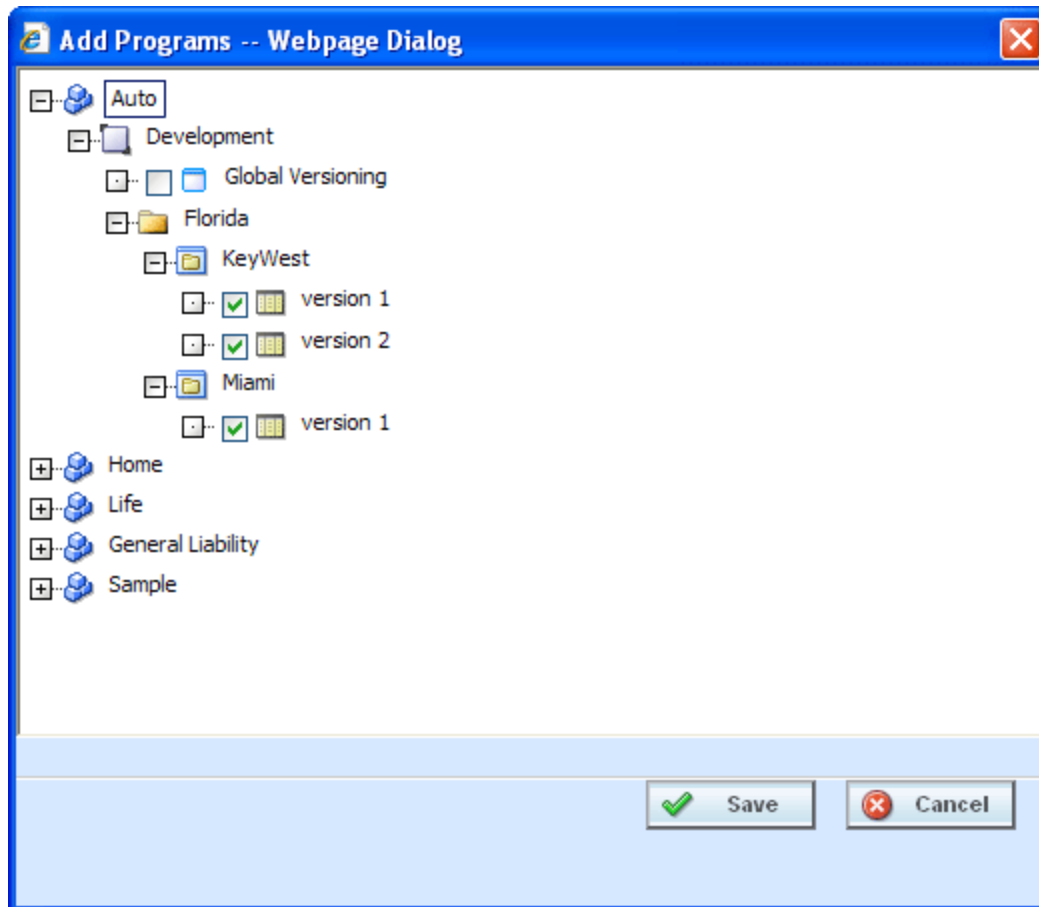 Add Programs -- Webpage Dialog
Auto
Development
Global Versioning
Florida
KeyWest
version 1
version 2
Miami
version 1
Home
Life
General Liability
Sample
Save
Cancel